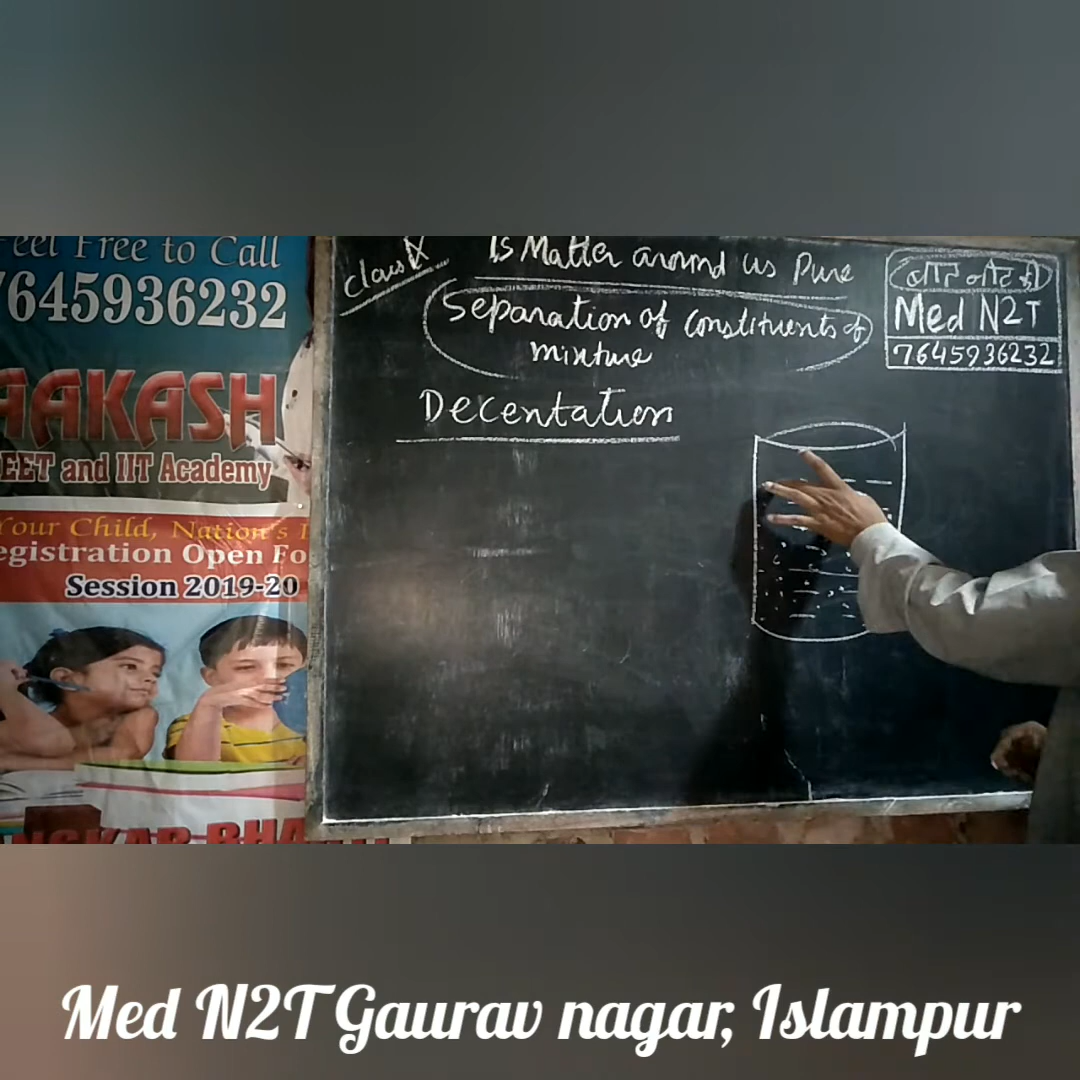 Feel Free to Call
7645936232
AAKASH
EET and IIT Academy
Your Child, Nation's
egistration Open Fo
Session 2019-20
class IX
Is Matter around us Pure
Separation of Constituents of
mixture
Decentation
Med N2T
7645936232
Med N2T Gaurav nagar, Islampur